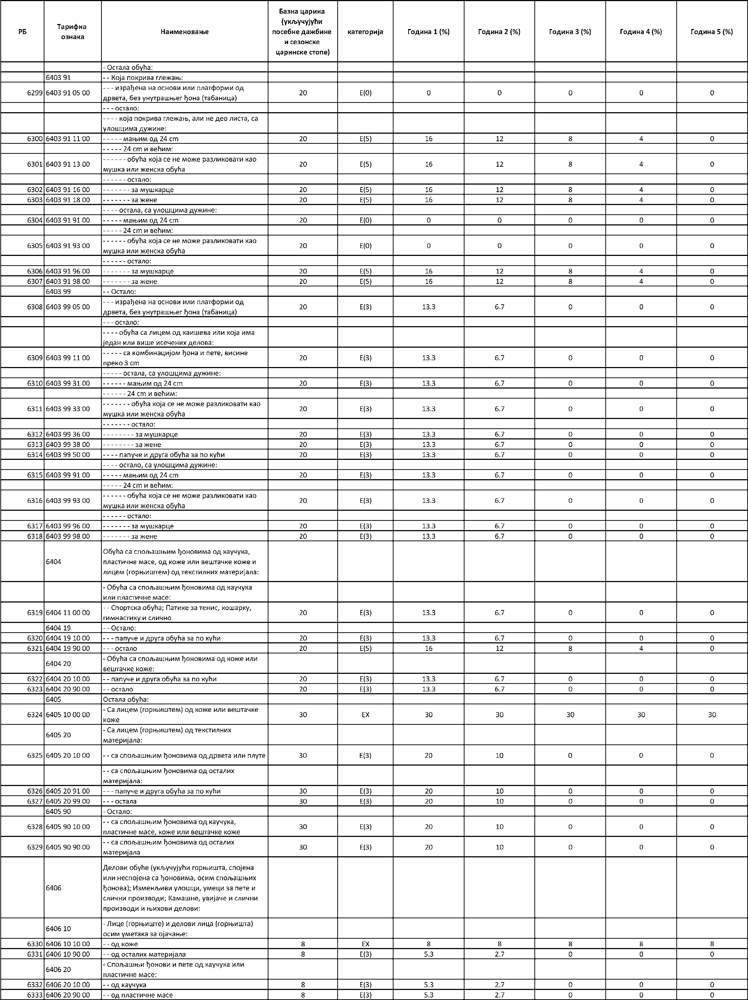 РБ Тарифна ознака Наименовање Базна царина (укључујући посебне дажбине и сезонске царинске стопе) категорија Година 1 (%) Година 2 (%) Година 3 (%) Година 4 (%) Година 5 (%)
- Остала обућа:
6403 91 - - Која покрива глежањ:
6299 6403 91 05 00 - - - израђена на основи или платформи од
дрвета, без унутрашњег ђона (табаница) 20 E(0) 0 0 0 0 0
- - - остало:
- - - - која покрива глежањ, али не део листа, са
улошцима дужине:
6300 6403 91 11 00 - - - - - мањим од 24 cm 20 E(5) 16 12 8 4 0
- - - - - 24 cm и већим:
6301 6403 91 13 00 - - - - - - обућа која се не може разликовати као
мушка или женска обућа 20 E(5) 16 12 8 4 0
- - - - - - остало:
6302 6403 91 16 00 - - - - - - - за мушкарце 20 E(5) 16 12 8 4 0
6303 6403 91 18 00 - - - - - - - за жене 20 E(5) 16 12 8 4 0
- - - - остала, са улошцима дужине:
6304 6403 91 91 00 - - - - - мањим од 24 cm 20 E(0) 0 0 0 0 0
- - - - - 24 cm и већим:
6305 6403 91 93 00 - - - - - - обућа која се не може разликовати као
мушка или женска обућа 20 E(0) 0 0 0 0 0
- - - - - - остало:
6306 6403 91 96 00 - - - - - - - за мушкарце 20 E(5) 16 12 8 4 0
6307 6403 91 98 00 - - - - - - - за жене 20 E(5) 16 12 8 4 0
6403 99 - - Остало:
6308 6403 99 05 00 - - - израђена на основи или платформи од
дрвета, без унутрашњег ђона (табаница) 20 E(3) 13.3 6.7 0 0 0
- - - остало:
- - - - обућа са лицем од каишева или која има
један или више исечених делова:
6309 6403 99 11 00 - - - - - са комбинацијом ђона и пете, висине
преко 3 cm 20 E(3) 13.3 6.7 0 0 0
- - - - - остала, са улошцима дужине:
6310 6403 99 31 00 - - - - - - мањим од 24 cm 20 E(3) 13.3 6.7 0 0 0
- - - - - - 24 cm и већим:
6311 6403 99 33 00 - - - - - - - обућа која се не може разликовати као
мушка или женска обућа 20 E(3) 13.3 6.7 0 0 0
- - - - - - - остало:
6312 6403 99 36 00 - - - - - - - - за мушкарце 20 E(3) 13.3 6.7 0 0 0
6313 6403 99 38 00 - - - - - - - - за жене 20 E(3) 13.3 6.7 0 0 0
6314 6403 99 50 00 - - - - папуче и друга обућа за по кући 20 E(3) 13.3 6.7 0 0 0
- - - - остало, са улошцима дужине:
6315 6403 99 91 00 - - - - - мањим од 24 cm 20 E(3) 13.3 6.7 0 0 0
- - - - - 24 cm и већим:
6316 6403 99 93 00 - - - - - - обућа која се не може разликовати као
мушка или женска обућа 20 E(3) 13.3 6.7 0 0 0
- - - - - - остало:
6317 6403 99 96 00 - - - - - - - за мушкарце 20 E(3) 13.3 6.7 0 0 0
6318 6403 99 98 00 - - - - - - - за жене 20 E(3) 13.3 6.7 0 0 0
6404 Обућа са спољашњим ђоновима од каучука,
пластичне масе, од коже или вештачке коже и
лицем (горњиштем) од текстилних материјала:
- Обућа са спољашњим ђоновима од каучука
или пластичне масе:
6319 6404 11 00 00 - - Спортска обућа; Патике за тенис, кошарку,
гимнастику и слично 20 E(3) 13.3 6.7 0 0 0
6404 19 - - Остало:
6320 6404 19 10 00 - - - папуче и друга обућа за по кући 20 E(3) 13.3 6.7 0 0 0
6321 6404 19 90 00 - - - остало 20 E(5) 16 12 8 4 0
6404 20 - Обућа са спољашњим ђоновима од коже или
вештачке коже:
6322 6404 20 10 00 - - папуче и друга обућа за по кући 20 E(3) 13.3 6.7 0 0 0
6323 6404 20 90 00 - - остало 20 E(3) 13.3 6.7 0 0 0
6405 Остала обућа:
6324 6405 10 00 00 - Са лицем (горњиштем) од коже или вештачке
коже 30 EX 30 30 30 30 30
6405 20 - Са лицем (горњиштем) од текстилних
материјала:
6325 6405 20 10 00 - - са спољашњим ђоновима од дрвета или плуте 30 E(3) 20 10 0 0 0
- - са спољашњим ђоновима од осталих
материјала:
6326 6405 20 91 00 - - - папуче и друга обућа за по кући 30 E(3) 20 10 0 0 0
6327 6405 20 99 00 - - - остала 30 E(3) 20 10 0 0 0
6405 90 - Остало:
6328 6405 90 10 00 - - са спољашњим ђоновима од каучука,
пластичне масе, коже или вештачке коже 30 E(3) 20 10 0 0 0
6329 6405 90 90 00 - - са спољашњим ђоновима од осталих
материјала 30 E(3) 20 10 0 0 0
6406 Делови обуће (укључујући горњишта, спојена
или неспојена са ђоновима, осим спољашњих
ђонова); Изменљиви улошци, умеци за пете и
слични производи; Камашне, увијаче и слични
производи и њихови делови:
6406 10 - Лице (горњиште) и делови лица (горњишта)
осим уметака за ојачање:
6330 6406 10 10 00 - - од коже 8 EX 8 8 8 8 8
6331 6406 10 90 00 - - од осталих материјала 8 E(3) 5.3 2.7 0 0 0
6406 20 - Спољашњи ђонови и пете од каучука или
пластичне масе:
6332 6406 20 10 00 - - од каучука 8 E(3) 5.3 2.7 0 0 0
6333 6406 20 90 00 - - од пластичне масе 8 E(3) 5.3 2.7 0 0 0